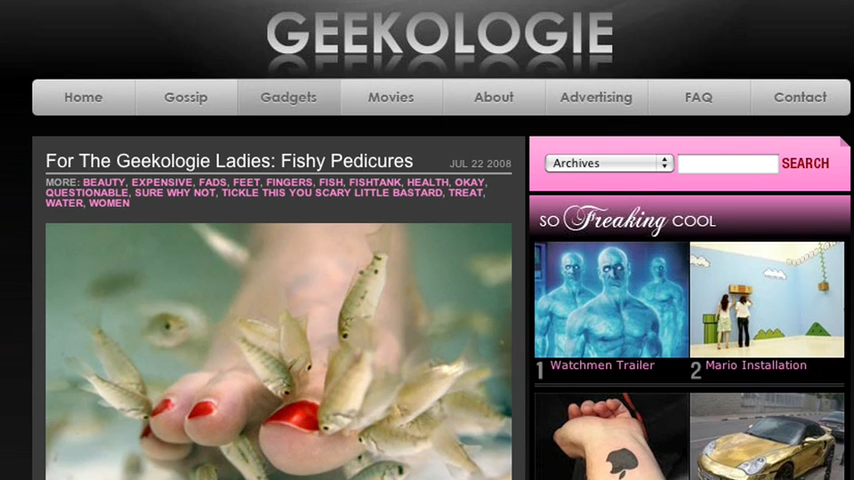 GEEKOLOGIE
Home Gossip Gadgets Movies About Advertising FAQ Contact
For The Geekologie Ladies: Fishy Pedicures JUL 22 2008
MORE: BEAUTY, EXPENSIVE, FADS, FEET, FINGERS, FISH, FISHTANK, HEALTH, OKAY,
QUESTIONABLE, SURE WHY NOT, TICKLE THIS YOU SCARY LITTLE BASTARD, TREAT,
WATER, WOMEN
Archives SEARCH
SO Freaking COOL
1 Watchmen Trailer
2 Mario Installation